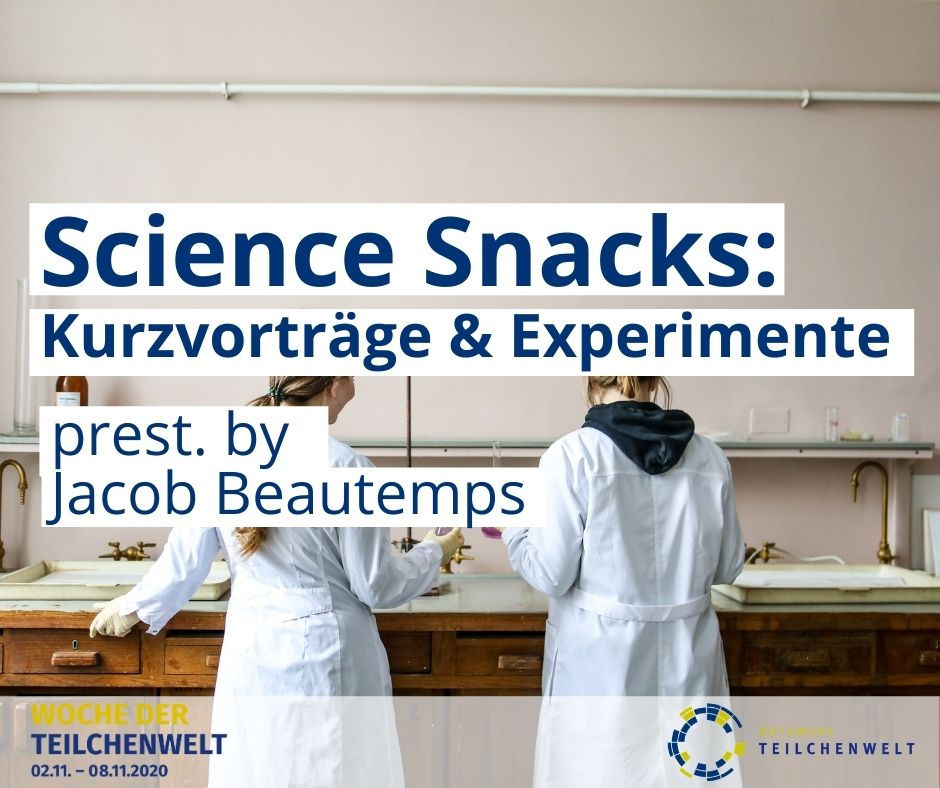 Science Snacks:
Kurzvorträge & Experimente
prest. by
Jacob Beautemps
WOCHE DER
TEILCHENWELT
02.11. – 08.11.2020
NETZWERK
TEILCHENWELT